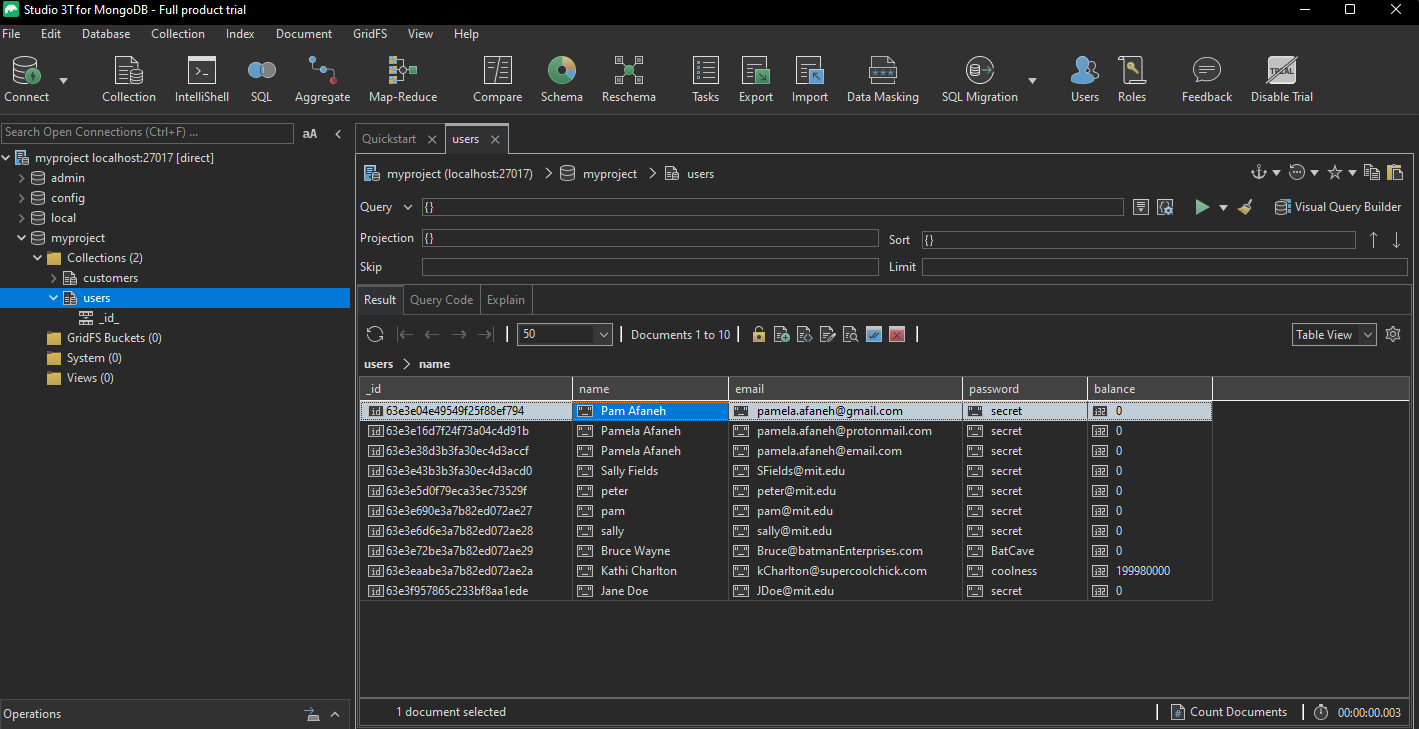 Studio 3T for MongoDB - Full product trial
File Edit Database Collection Index Document GridFS View Help
Connect Collection IntelliShell SQL Aggregate Map-Reduce Compare Schema Reschema Tasks Export Import Data Masking SQL Migration Users Roles Feedback TRIAL Disable Trial
Search Open Connections (Ctrl+F) ... aA
myproject localhost:27017 [direct]
admin
config
local
myproject
Collections (2)
customers
users
_id_
GridFS Buckets (0)
System (0)
Views (0)
Operations
Quickstart users
myproject (localhost:27017) myproject users
Query {} Visual Query Builder
Projection {} Sort {}
Skip Limit
Result Query Code Explain
50 Documents 1 to 10 Table View
users > name
_id name email password balance
63e3e04e49549f25f88ef794 Pam Afaneh pamela.afaneh@gmail.com secret 0
63e3e16d7f24f73a04c4d91b Pamela Afaneh pamela.afaneh@protonmail.com secret 0
63e3e38d3b3fa30ec4d3accf Pamela Afaneh pamela.afaneh@email.com secret 0
63e3e43b3b3fa30ec4d3acd0 Sally Fields SFields@mit.edu secret 0
63e3e5d0f79eca35ec73529f peter peter@mit.edu secret 0
63e3e690e3a7b82ed072ae27 pam pam@mit.edu secret 0
63e3e6d6e3a7b82ed072ae28 sally sally@mit.edu secret 0
63e3e72be3a7b82ed072ae29 Bruce Wayne Bruce@batmanEnterprises.com BatCave 0
63e3eaabe3a7b82ed072ae2a Kathi Charlton kCharlton@supercoolchick.com coolness 199980000
63e3f957865c233bf8aa1ede Jane Doe JDoe@mit.edu secret 0
1 document selected Count Documents 00:00:00.003